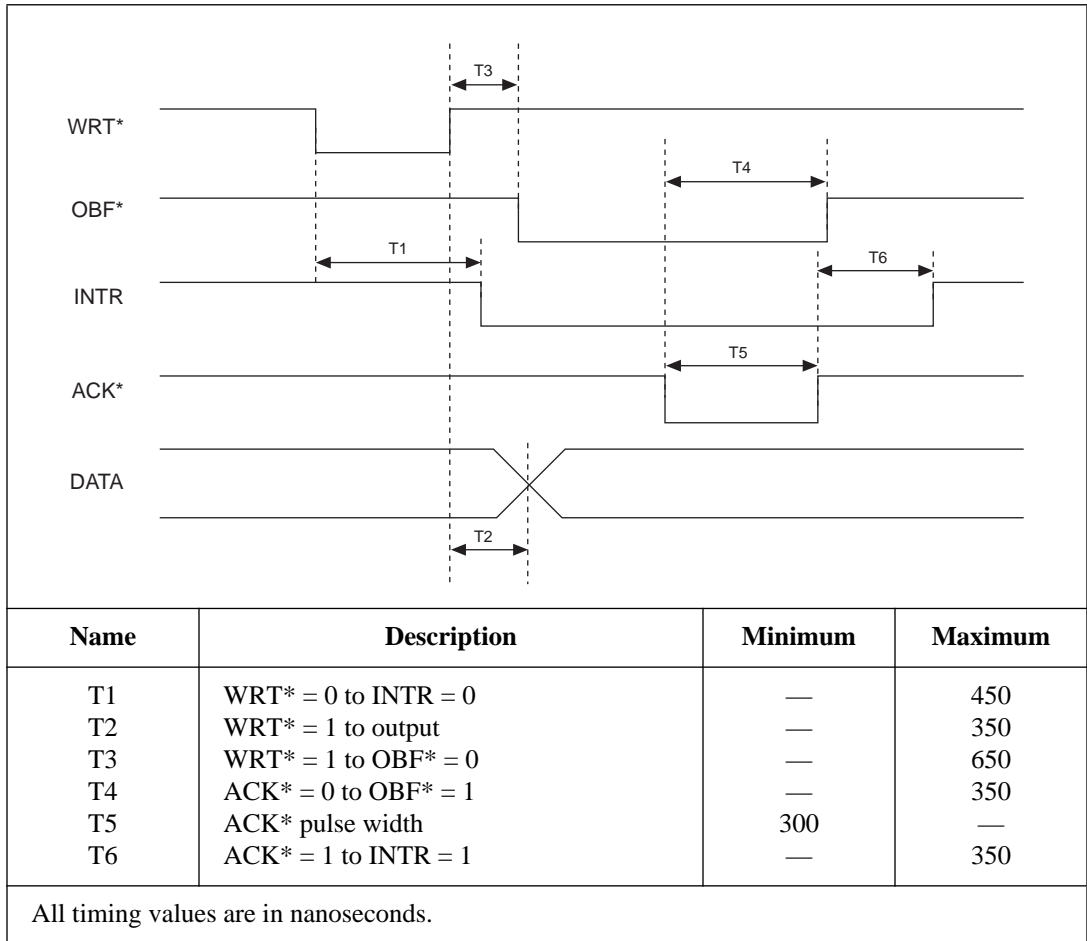 T3
WRT*
T4
OBF*
T1
T6
INTR
T5
ACK*
DATA
T2
Name Description Minimum Maximum
T1 WRT* = 0 to INTR = 0 — 450
T2 WRT* = 1 to output — 350
T3 WRT* = 1 to OBF* = 0 — 650
T4 ACK* = 0 to OBF* = 1 — 350
T5 ACK* pulse width 300 —
T6 ACK* = 1 to INTR = 1 — 350
All timing values are in nanoseconds.